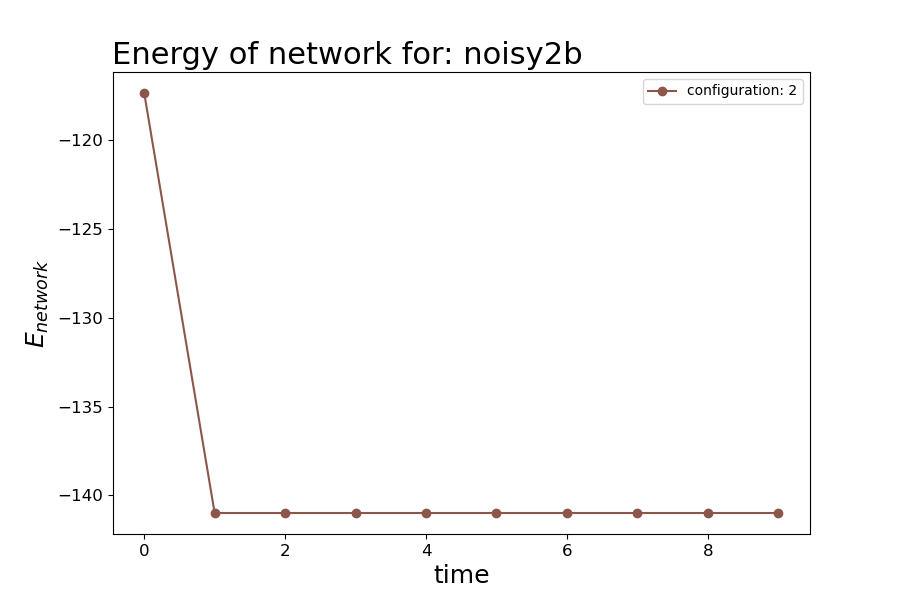 Energy of network for: noisy2b
configuration: 2
−120
−125
−130
−135
−140
E_network
0 2 4 6 8
time